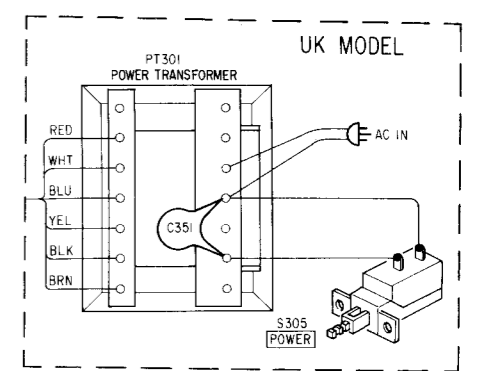 UK MODEL
PT301
POWER TRANSFORMER
RED
WHT
BLU
YEL
BLK
BRN
C351
AC IN
S305
POWER